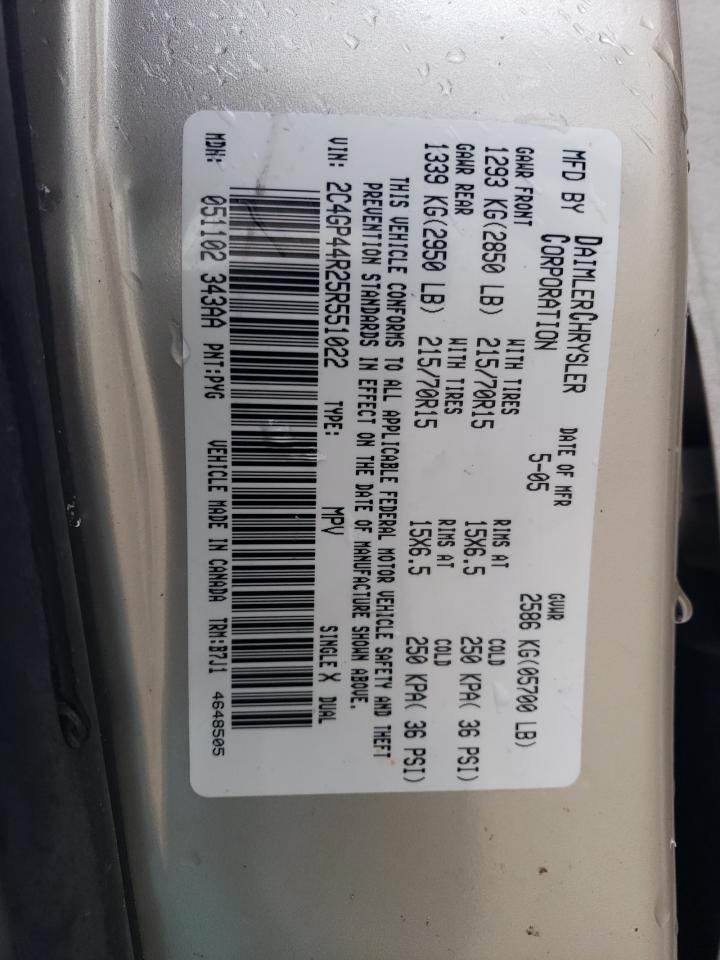 MFD BY DAIMLERCHRYSLER CORPORATION DATE OF MFR 5-05 GVWR 2586 KG(05700 LB)
GAWR FRONT WITH TIRES RIMS AT COLD
1293 KG(2850 LB) 215/70R15 15X6.5 250 KPA( 36 PSI)
GAWR REAR WITH TIRES RIMS AT COLD
1339 KG(2950 LB) 215/70R15 15X6.5 250 KPA( 36 PSI)
THIS VEHICLE CONFORMS TO ALL APPLICABLE FEDERAL MOTOR VEHICLE SAFETY AND THEFT
PREVENTION STANDARDS IN EFFECT ON THE DATE OF MANUFACTURE SHOWN ABOVE.
VIN: 2C4GP44R25R551022 TYPE: MPV SINGLE X DUAL
MDH: 051102 343AA PNT:PYG VEHICLE MADE IN CANADA TRM:B7J1 4648505